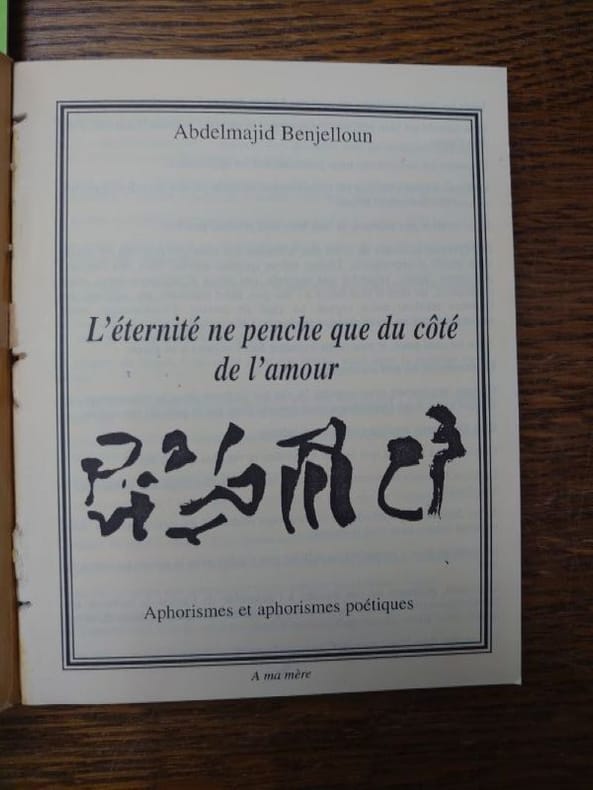 Abdelmajid Benjelloun
L'éternité ne penche que du côté
de l'amour
Aphorismes et aphorismes poétiques
A ma mère